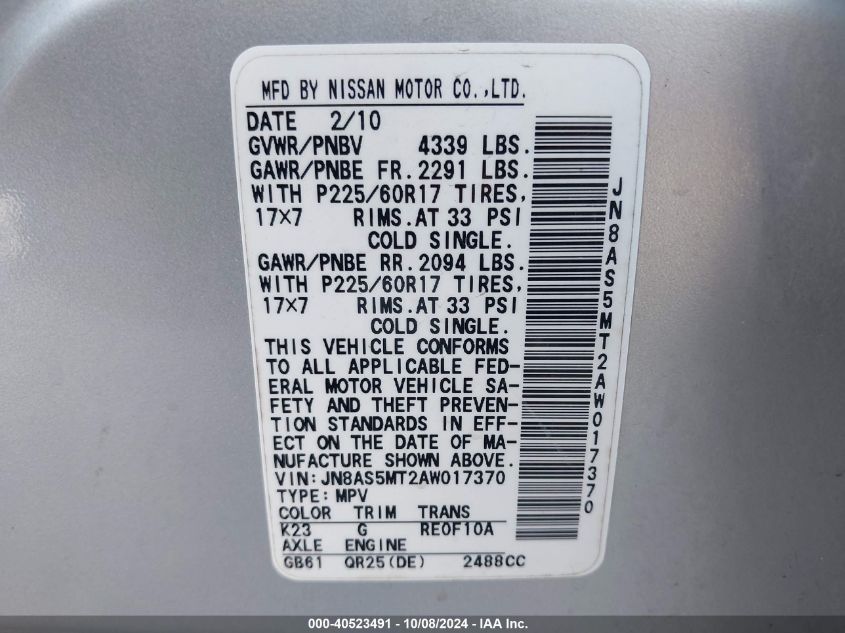 MFD BY NISSAN MOTOR CO.,LTD.
DATE 2/10
GVWR/PNBV 4339 LBS.
GAWR/PNBE FR.2291 LBS.
WITH P225/60R17 TIRES,
17×7 RIMS.AT 33 PSI
COLD SINGLE.
GAWR/PNBE RR.2094 LBS.
WITH P225/60R17 TIRES,
17×7 RIMS.AT 33 PSI
COLD SINGLE.
THIS VEHICLE CONFORMS
TO ALL APPLICABLE FED-
ERAL MOTOR VEHICLE SA-
FETY AND THEFT PREVEN-
TION STANDARDS IN EFF-
ECT ON THE DATE OF MA-
NUFACTURE SHOWN ABOVE.
VIN:JN8AS5MT2AW017370
TYPE:MPV
COLOR TRIM TRANS
K23 G RE0F10A
AXLE ENGINE
GB61 QR25(DE) 2488CC
JN8AS5MT2AW017370
000-40523491 - 10/08/2024 - IAA Inc.